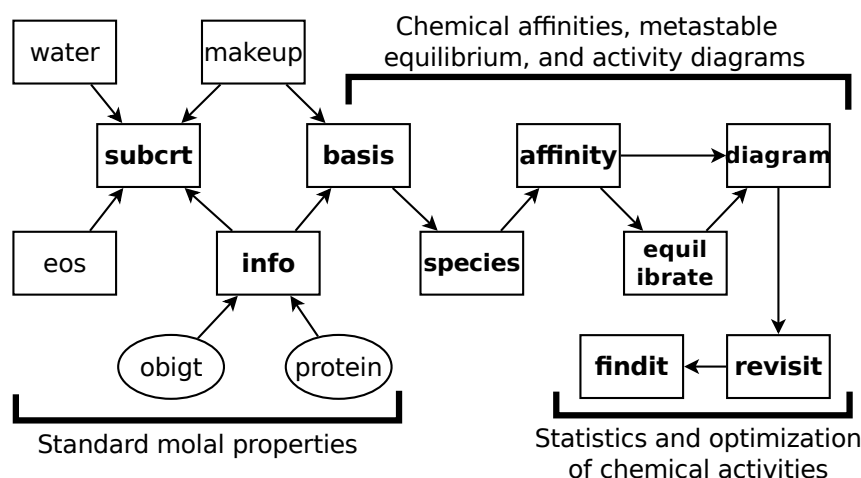 Chemical affinities, metastable
equilibrium, and activity diagrams
water
makeup
subcrt
basis
affinity
diagram
eos
info
species
equil
ibrate
obigt
protein
findit
revisit
Standard molal properties
Statistics and optimization
of chemical activities